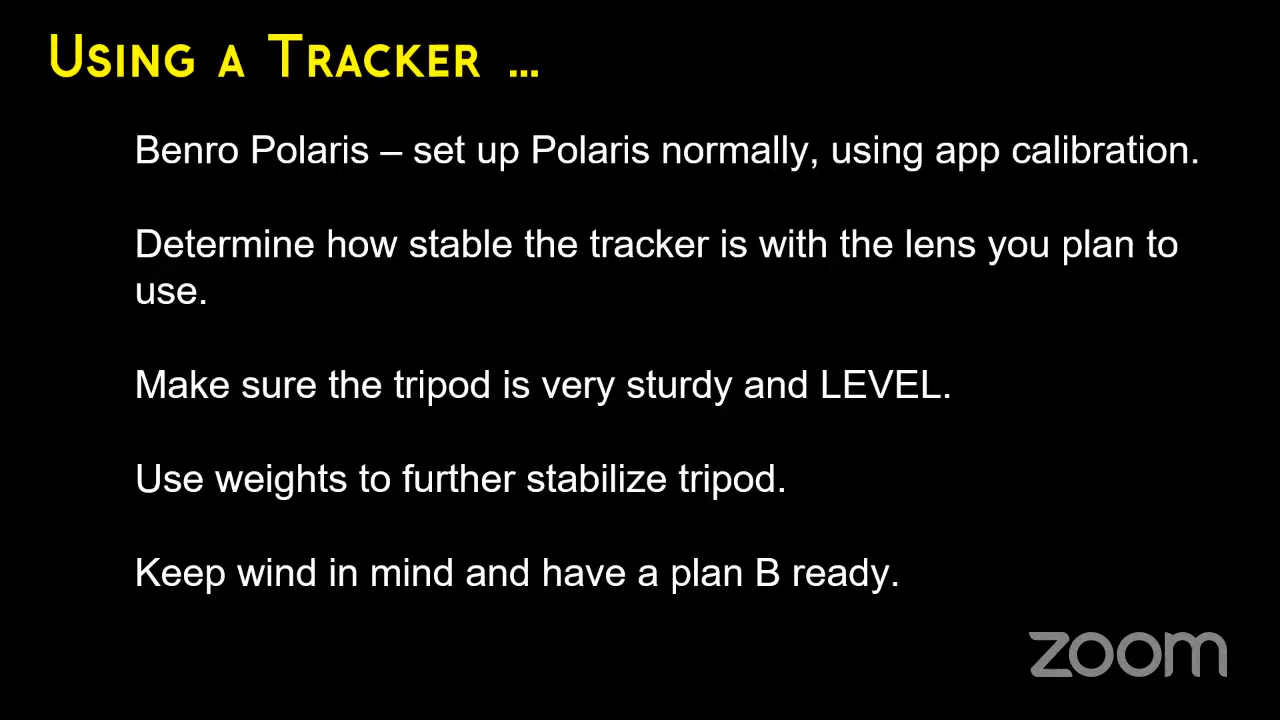 Using a Tracker ...
Benro Polaris – set up Polaris normally, using app calibration.
Determine how stable the tracker is with the lens you plan to
use.
Make sure the tripod is very sturdy and LEVEL.
Use weights to further stabilize tripod.
Keep wind in mind and have a plan B ready.
zoom